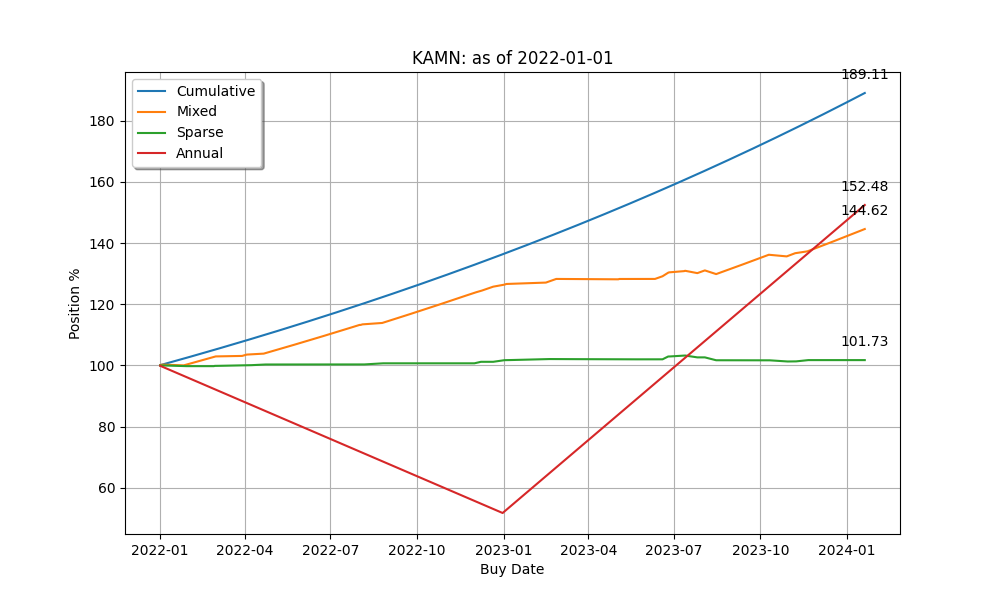 KAMN: as of 2022-01-01
189.11
Cumulative
Mixed
Sparse
Annual
152.48
144.62
101.73
180
160
140
120
100
80
60
Position %
2022-01 2022-04 2022-07 2022-10 2023-01 2023-04 2023-07 2023-10 2024-01
Buy Date